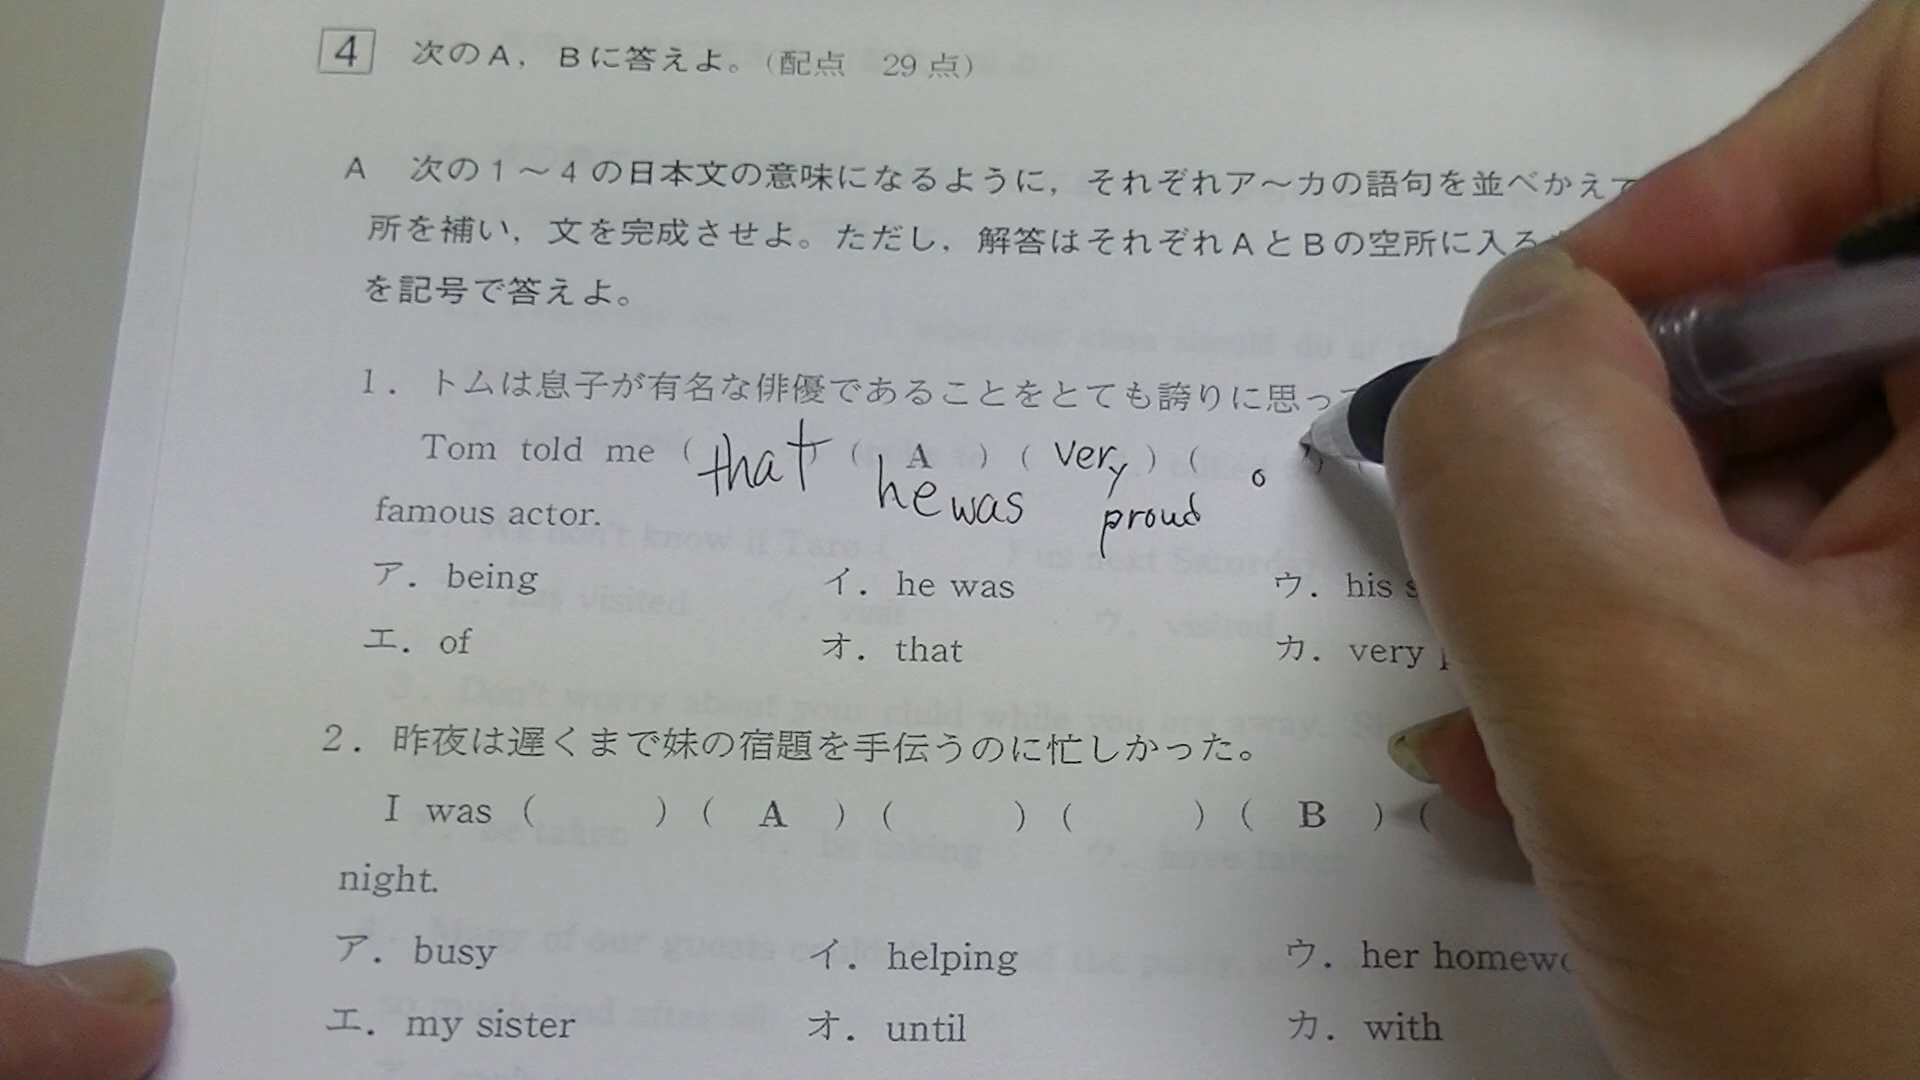 4 次のA，Bに答えよ。（配点 29点）
A 次の1〜4の日本文の意味になるように，それぞれア〜カの語句を並べかえて
所を補い，文を完成させよ。ただし，解答はそれぞれAとBの空所に入る
を記号で答えよ。
1．トムは息子が有名な俳優であることをとても誇りに思っ
Tom told me ( that ) ( A ) ( very ) ( o
he was proud
famous actor.
ア．being イ．he was ウ．his
エ．of オ．that カ．very
2．昨夜は遅くまで妹の宿題を手伝うのに忙しかった。
I was ( ) ( A ) ( ) ( ) ( B ) (
night.
ア．busy イ．helping ウ．her
エ．my sister オ．until カ．with